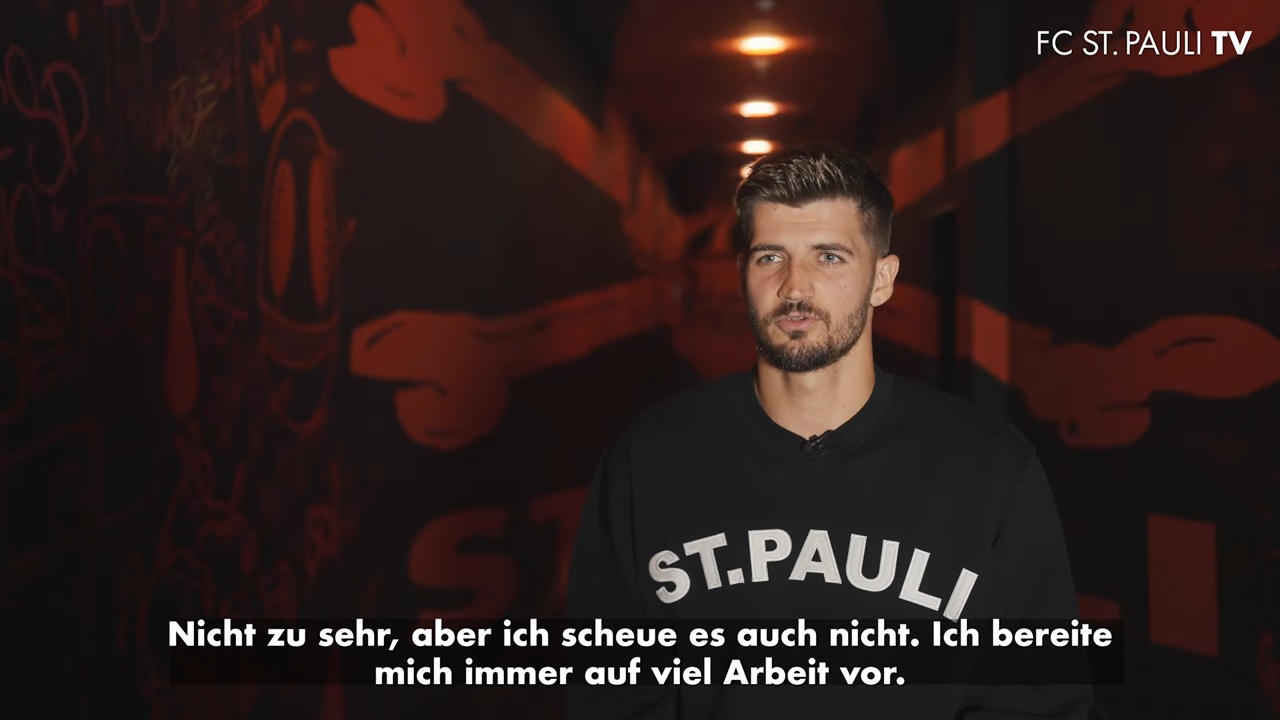 FC ST. PAULI TV
ST.PAULI
Nicht zu sehr, aber ich scheue es auch nicht. Ich bereite
mich immer auf viel Arbeit vor.